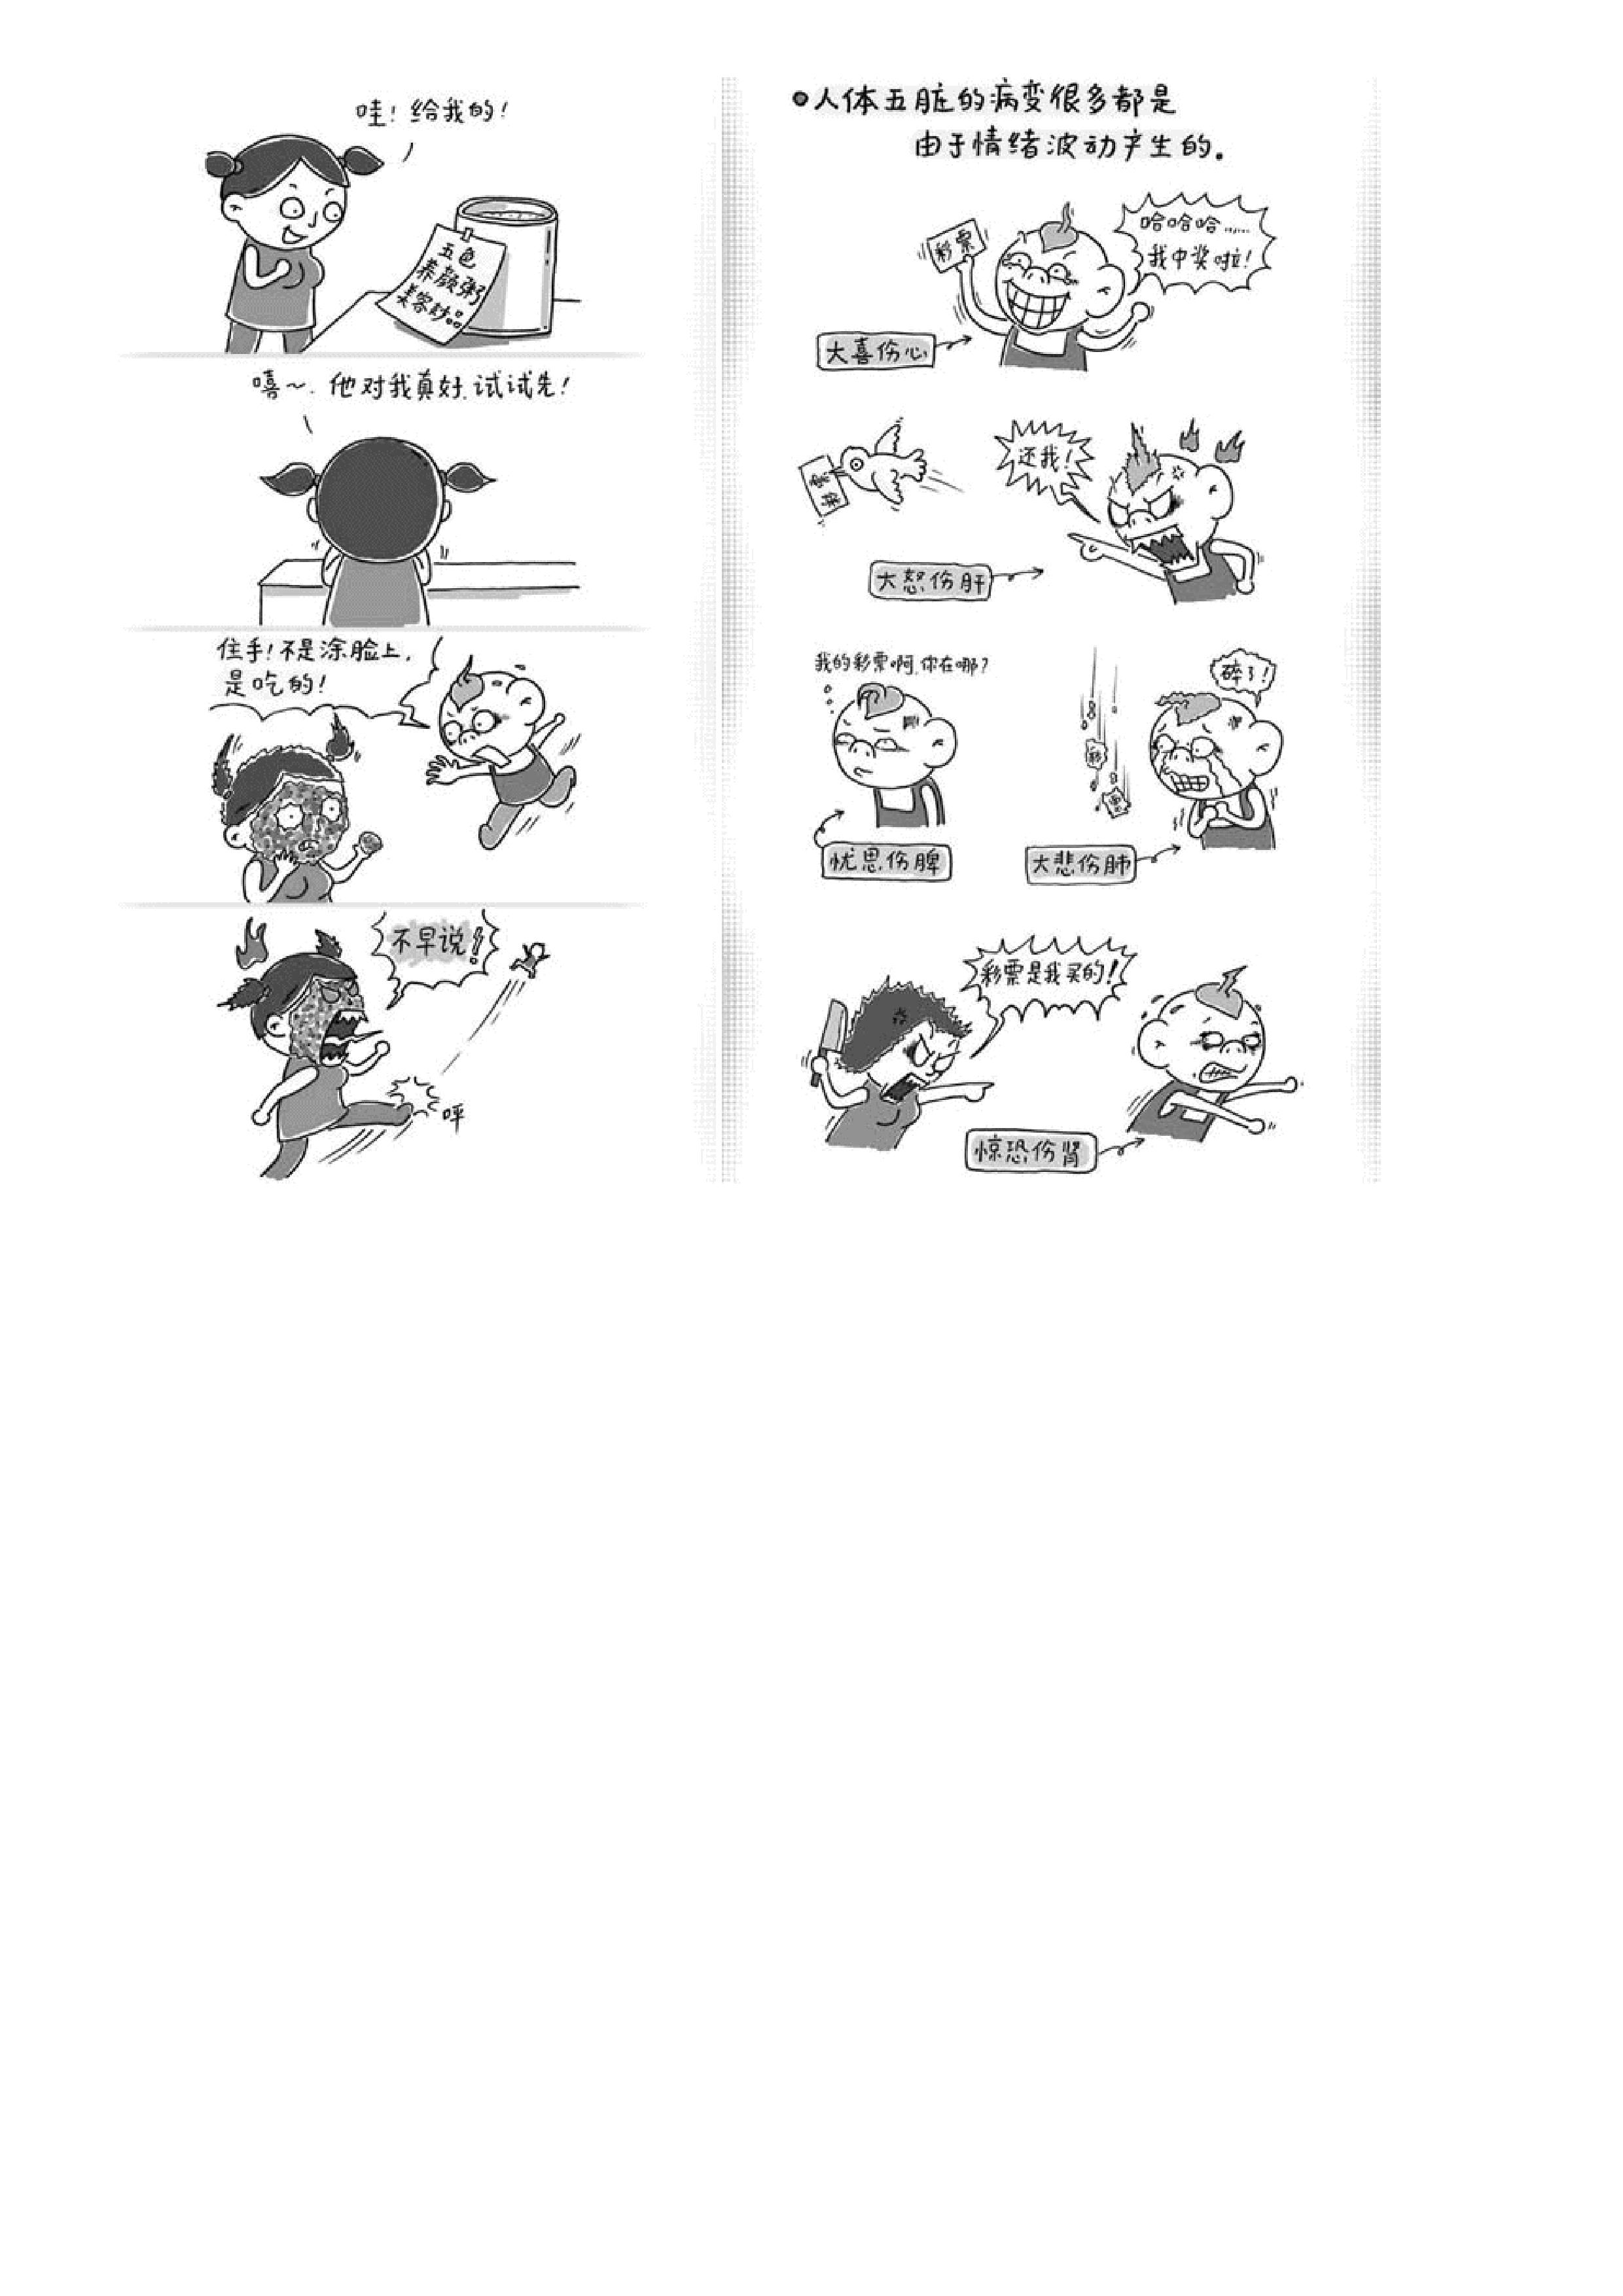 哇！给我的！
五色
养颜粥
美容妙品
嘻～．他对我真好．试试先！
住手！不是涂脸上，
是吃的！
不早说！
呯
●人体五脏的病变很多都是
由于情绪波动产生的．
彩票
哈哈哈……
我中奖啦！
大喜伤心
彩票
还我！
大怒伤肝
我的彩票啊．你在哪？
忧思伤脾
碎了！
彩
票
大悲伤肺
彩票是我买的！
惊恐伤肾